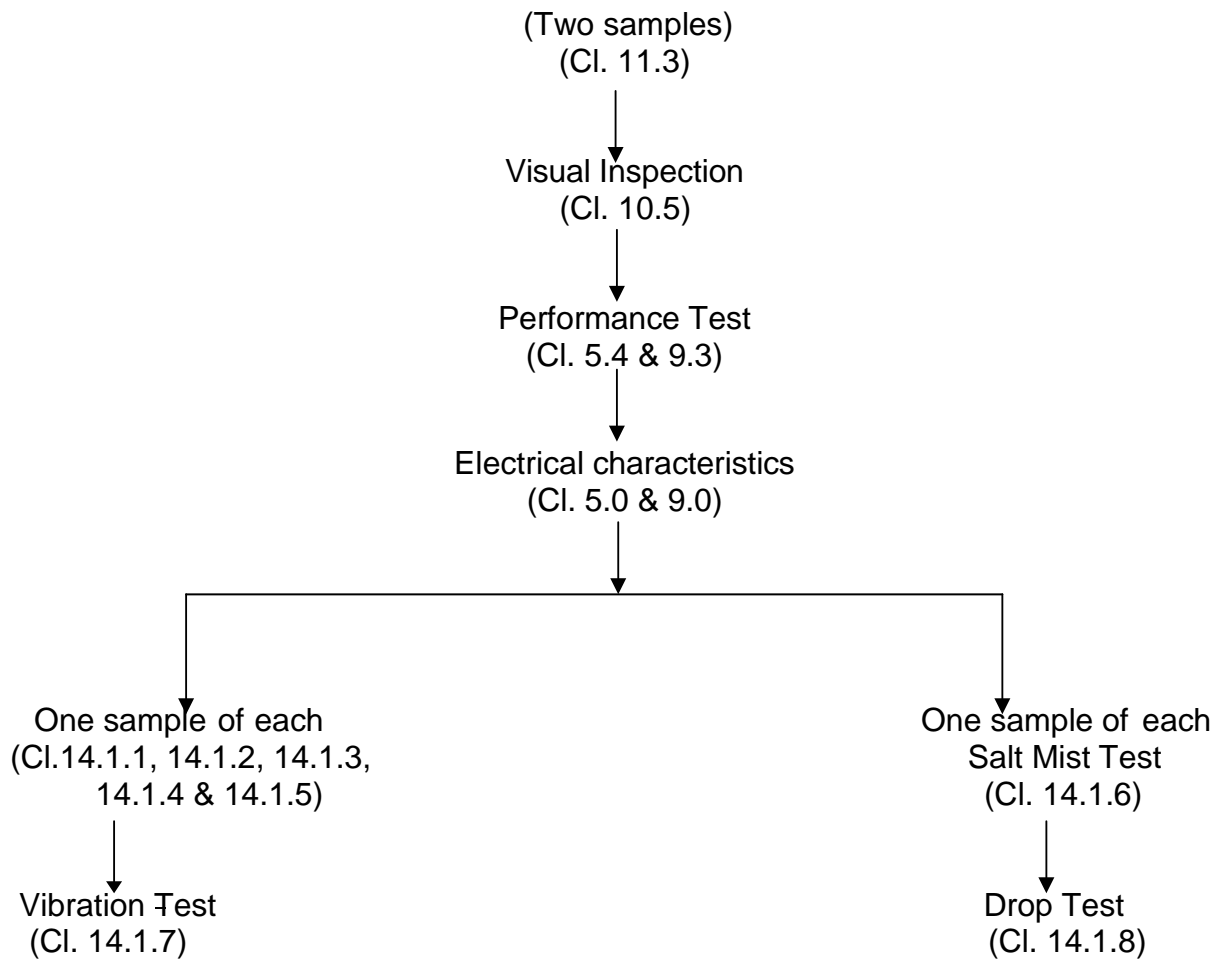 (Two samples)
(Cl. 11.3)
Visual Inspection
(Cl. 10.5)
Performance Test
(Cl. 5.4 & 9.3)
Electrical characteristics
(Cl. 5.0 & 9.0)
One sample of each
(Cl.14.1.1, 14.1.2, 14.1.3,
14.1.4 & 14.1.5)
Vibration Test
(Cl. 14.1.7)
One sample of each
Salt Mist Test
(Cl. 14.1.6)
Drop Test
(Cl. 14.1.8)